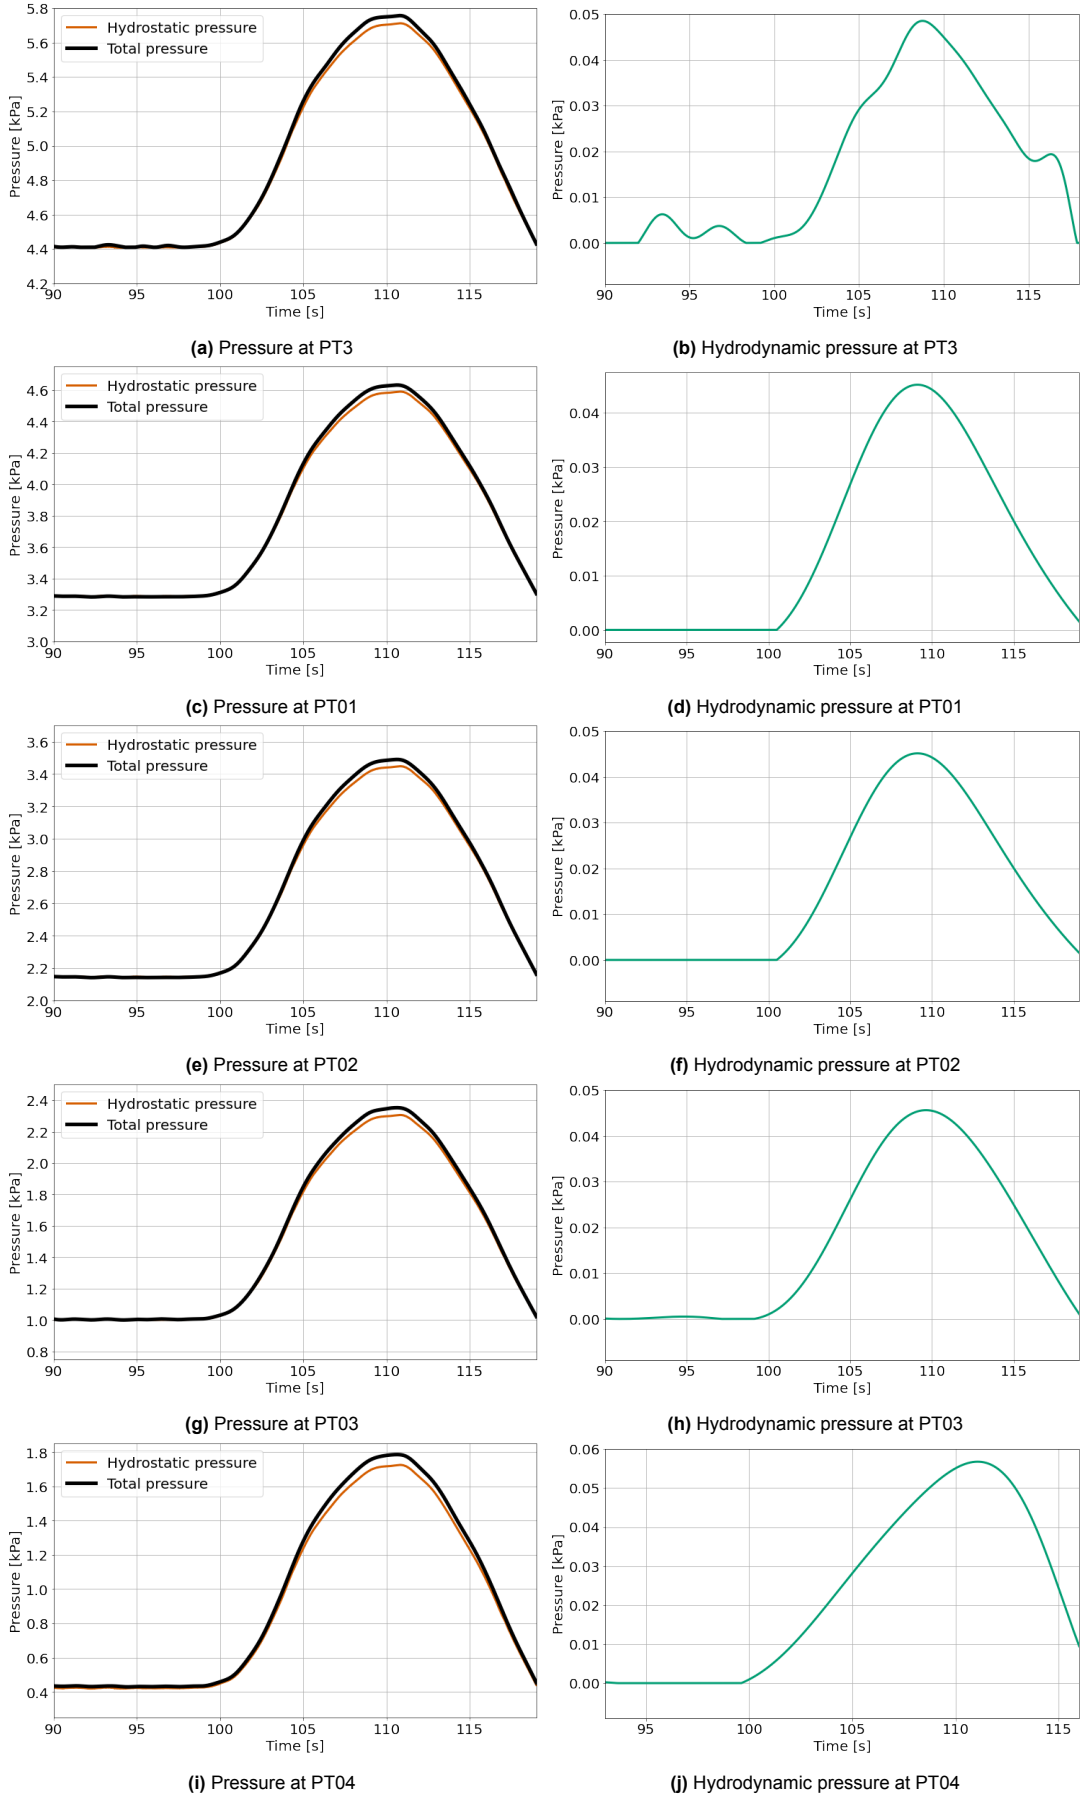 5.8
5.6
5.4
5.2
5.0
4.8
4.6
4.4
4.2
Pressure [kPa]
Hydrostatic pressure
Total pressure
90 95 100 105 110 115
Time [s]
(a) Pressure at PT3
0.05
0.04
0.03
0.02
0.01
0.00
Pressure [kPa]
90 95 100 105 110 115
Time [s]
(b) Hydrodynamic pressure at PT3
4.6
4.4
4.2
4.0
3.8
3.6
3.4
3.2
3.0
Pressure [kPa]
Hydrostatic pressure
Total pressure
90 95 100 105 110 115
Time [s]
(c) Pressure at PT01
0.04
0.03
0.02
0.01
0.00
Pressure [kPa]
90 95 100 105 110 115
Time [s]
(d) Hydrodynamic pressure at PT01
3.6
3.4
3.2
3.0
2.8
2.6
2.4
2.2
2.0
Pressure [kPa]
Hydrostatic pressure
Total pressure
90 95 100 105 110 115
Time [s]
(e) Pressure at PT02
0.05
0.04
0.03
0.02
0.01
0.00
Pressure [kPa]
90 95 100 105 110 115
Time [s]
(f) Hydrodynamic pressure at PT02
2.4
2.2
2.0
1.8
1.6
1.4
1.2
1.0
0.8
Pressure [kPa]
Hydrostatic pressure
Total pressure
90 95 100 105 110 115
Time [s]
(g) Pressure at PT03
0.05
0.04
0.03
0.02
0.01
0.00
Pressure [kPa]
90 95 100 105 110 115
Time [s]
(h) Hydrodynamic pressure at PT03
1.8
1.6
1.4
1.2
1.0
0.8
0.6
0.4
Pressure [kPa]
Hydrostatic pressure
Total pressure
90 95 100 105 110 115
Time [s]
(i) Pressure at PT04
0.06
0.05
0.04
0.03
0.02
0.01
0.00
Pressure [kPa]
95 100 105 110 115
Time [s]
(j) Hydrodynamic pressure at PT04